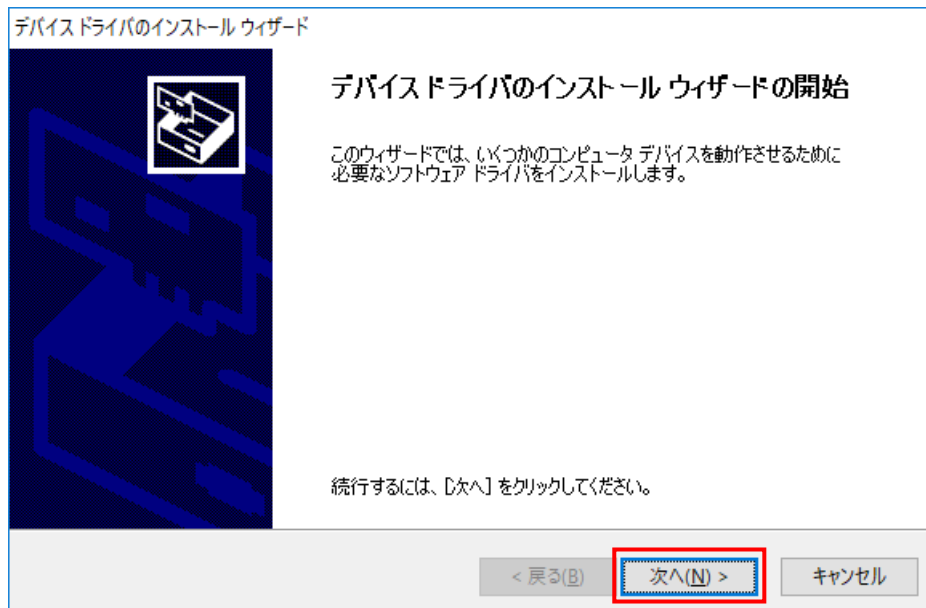 デバイス ドライバのインストール ウィザード
デバイス ドライバのインストール ウィザードの開始
このウィザードでは、いくつかのコンピュータ デバイスを動作させるために
必要なソフトウェア ドライバをインストールします。
続行するには、[次へ] をクリックしてください。
< 戻る(B) 次へ(N) > キャンセル